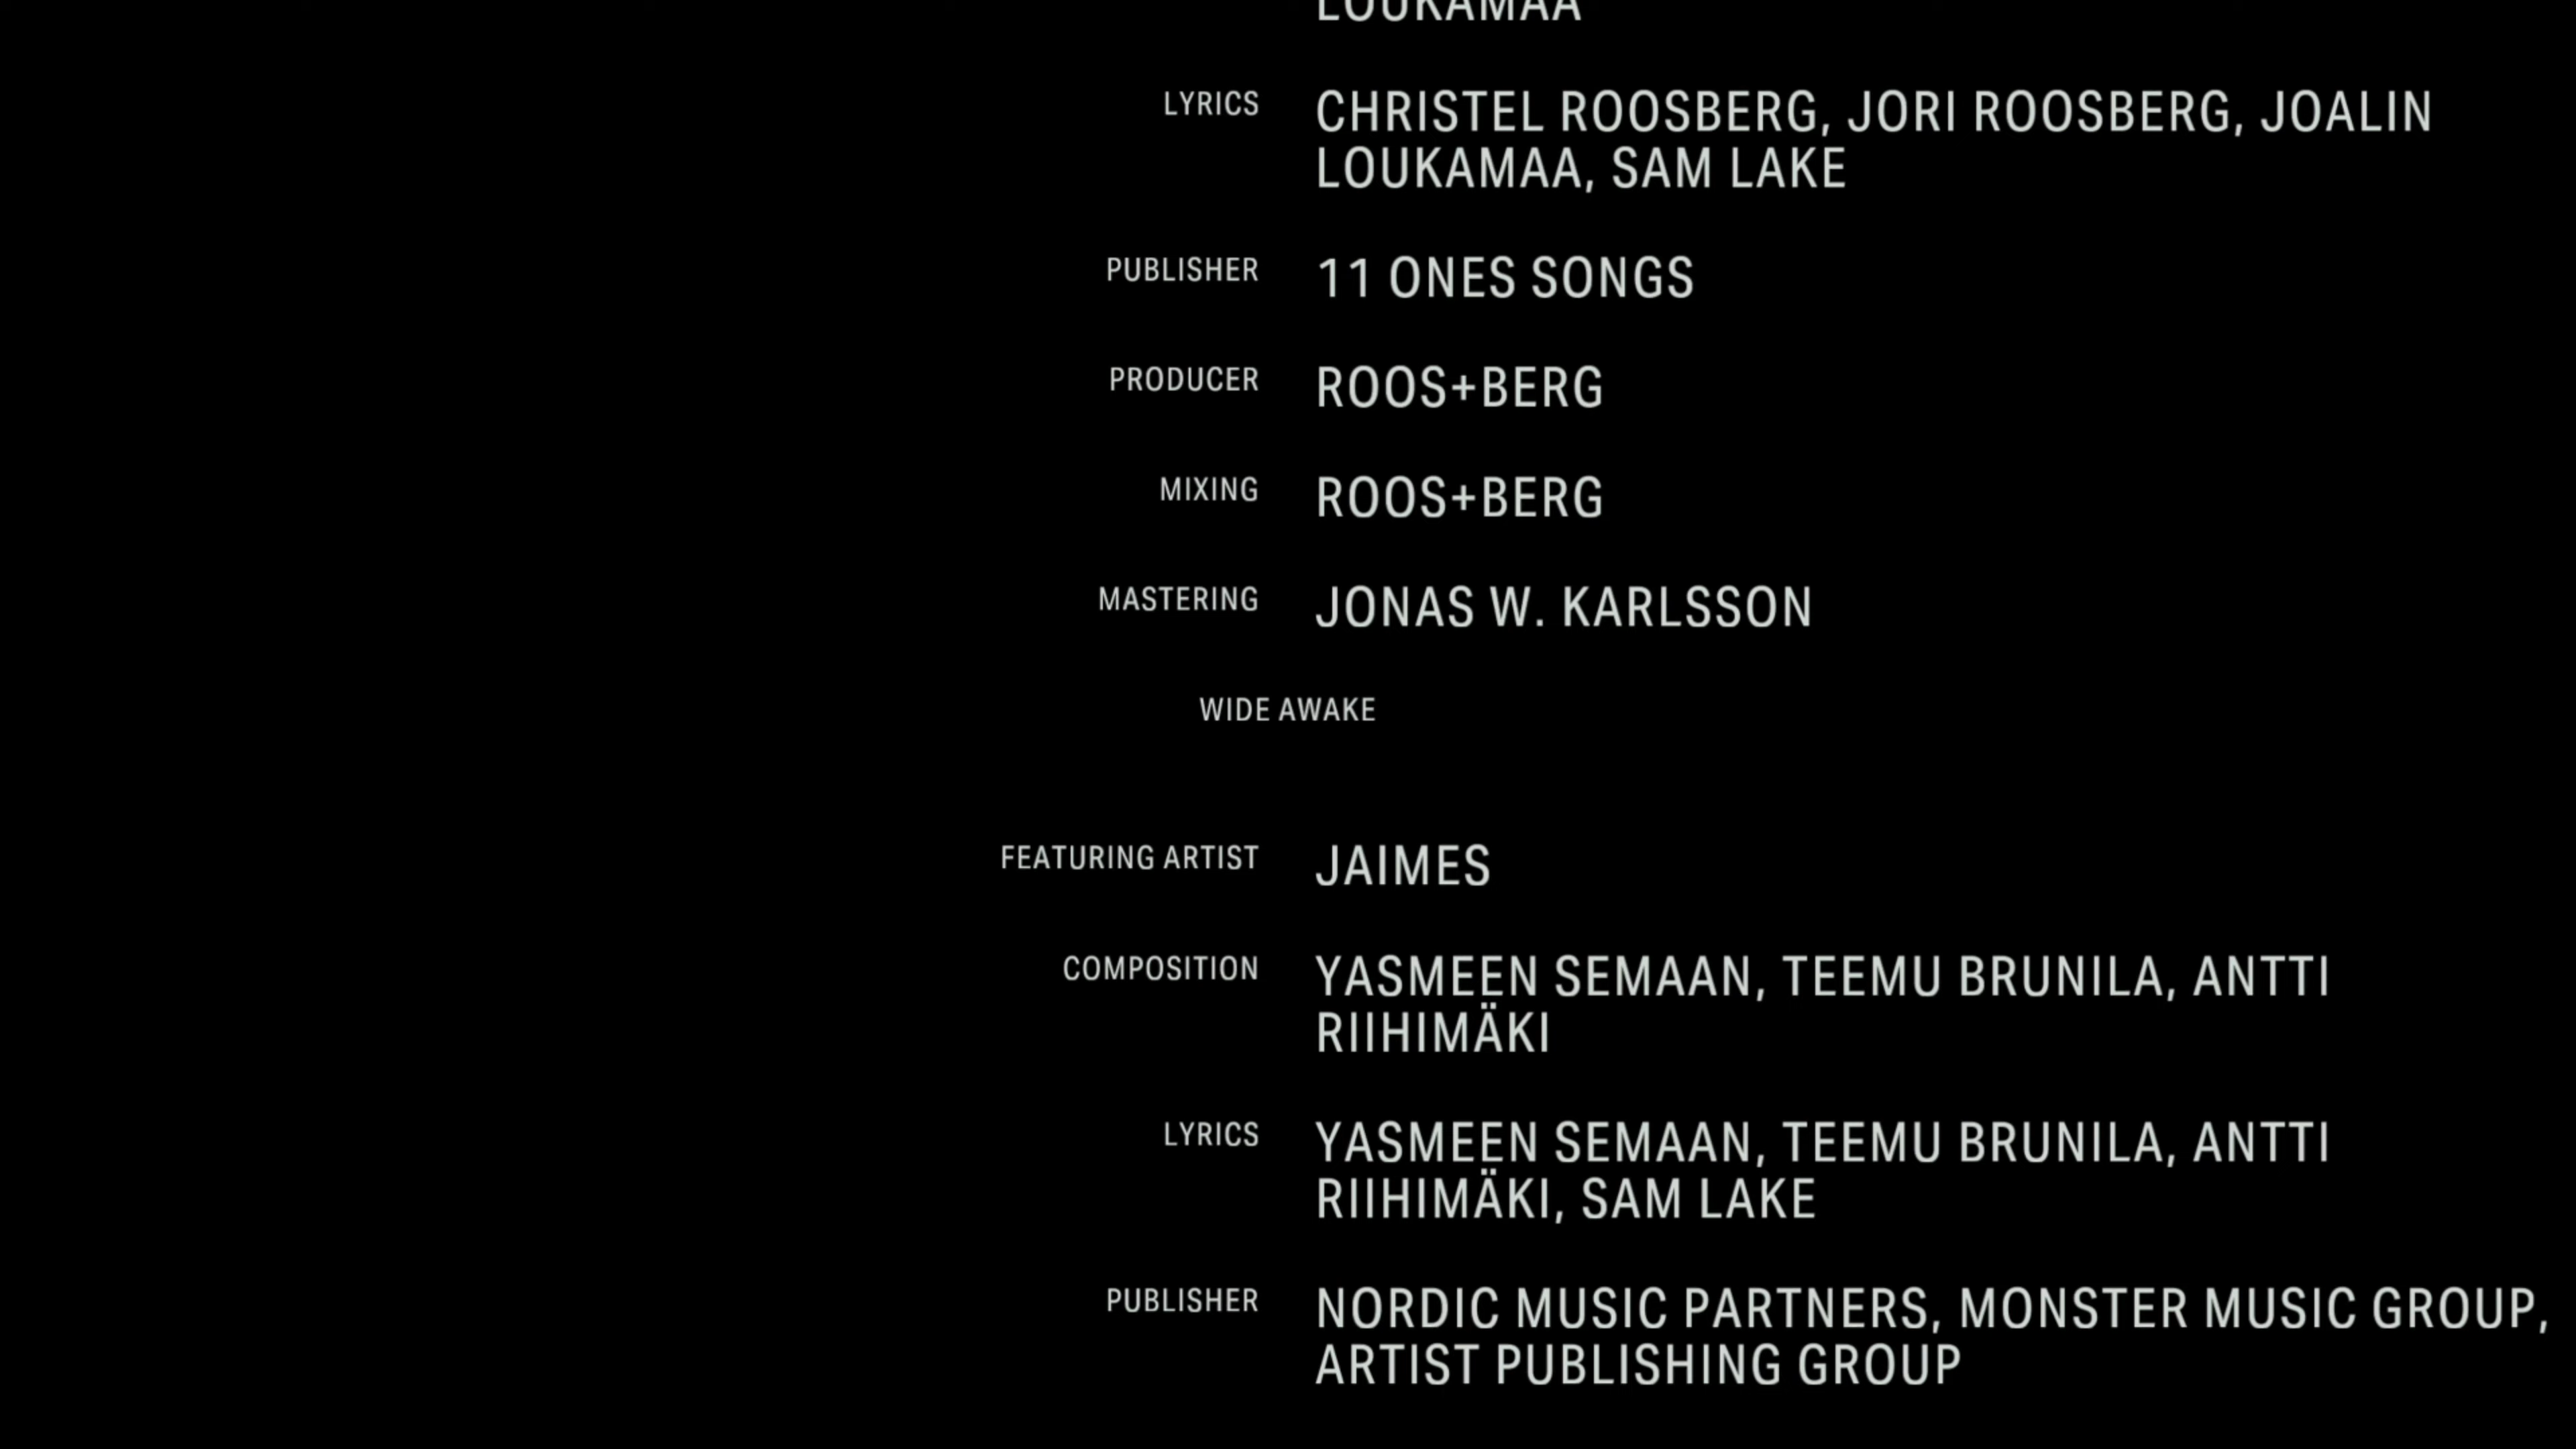 LOUKAMAA
LYRICS CHRISTEL ROOSBERG, JORI ROOSBERG, JOALIN
LOUKAMAA, SAM LAKE
PUBLISHER 11 ONES SONGS
PRODUCER ROOS+BERG
MIXING ROOS+BERG
MASTERING JONAS W. KARLSSON
WIDE AWAKE
FEATURING ARTIST JAIMES
COMPOSITION YASMEEN SEMAAN, TEEMU BRUNILA, ANTTI
RIIHIMÄKI
LYRICS YASMEEN SEMAAN, TEEMU BRUNILA, ANTTI
RIIHIMÄKI, SAM LAKE
PUBLISHER NORDIC MUSIC PARTNERS, MONSTER MUSIC GROUP,
ARTIST PUBLISHING GROUP